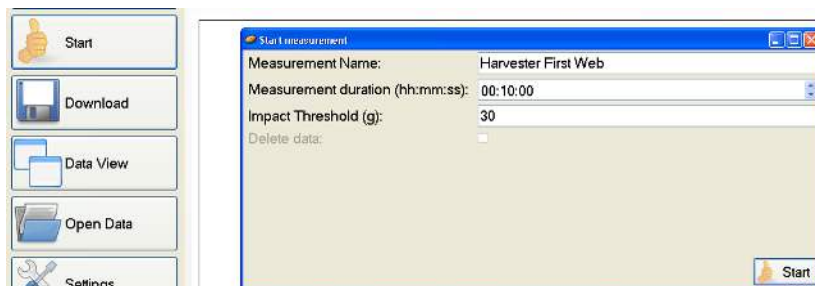 Start
Download
Data View
Open Data
Settings
Start measurement
Measurement Name: Harvester First Web
Measurement duration (hh:mm:ss): 00:10:00
Impact Threshold (g): 30
Delete data:
Start